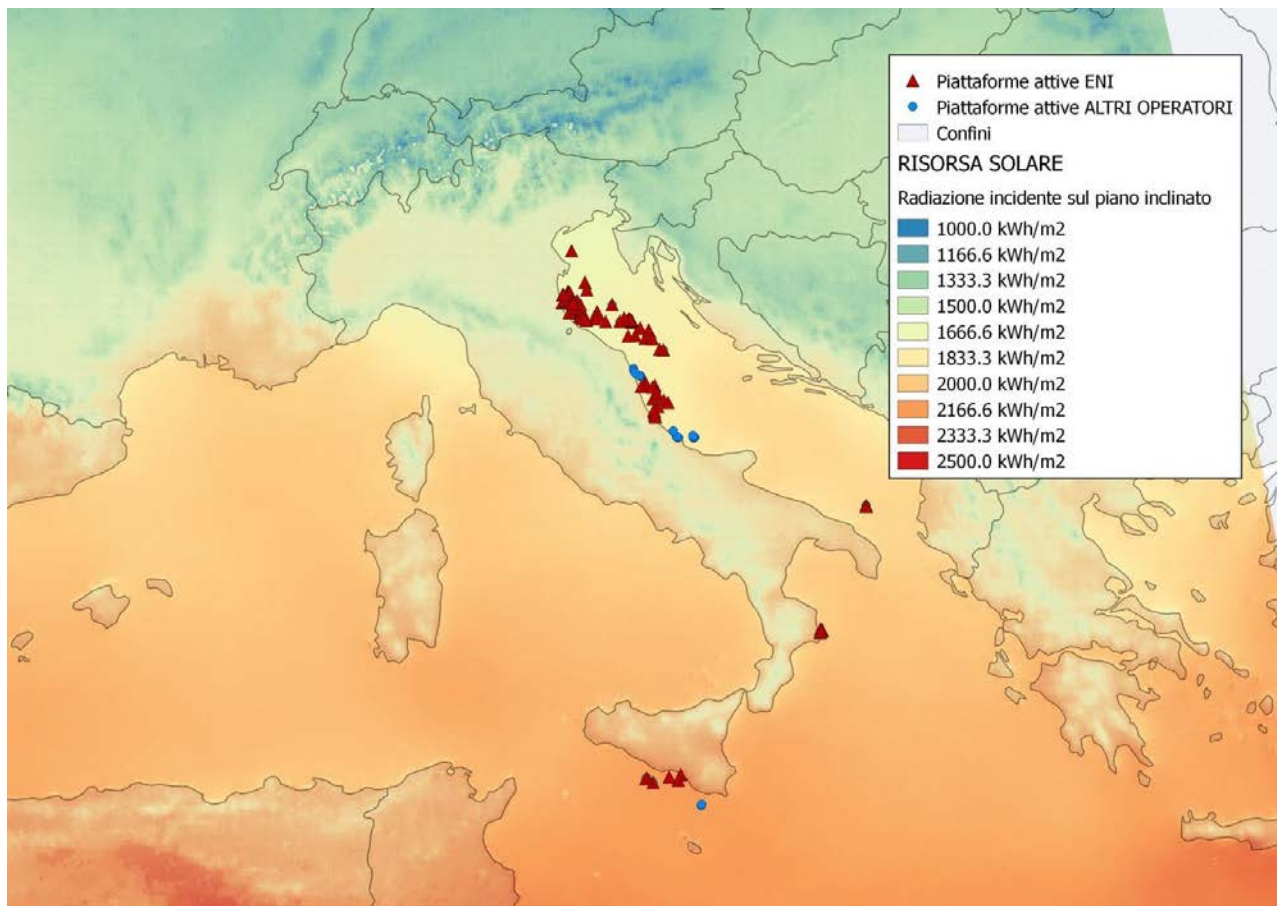 Piattaforme attive ENI
Piattaforme attive ALTRI OPERATORI
Confini
RISORSA SOLARE
Radiazione incidente sul piano inclinato
1000.0 kWh/m2
1166.6 kWh/m2
1333.3 kWh/m2
1500.0 kWh/m2
1666.6 kWh/m2
1833.3 kWh/m2
2000.0 kWh/m2
2166.6 kWh/m2
2333.3 kWh/m2
2500.0 kWh/m2